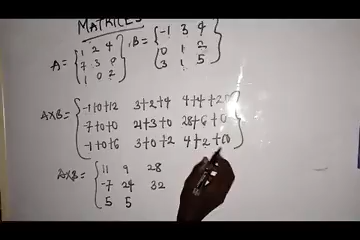 MATRICES
A = { 1 2 4 B = { -1 3 4
7 3 0 0 1 2
1 0 2 3 1 5
AXB = { -1+0+12 3+2+4 4+4+20
7+0+0 21+3+0 28+6+0
-1+0+6 3+0+2 4+2+10
AXB = { 11 9 28
-7 24 32
5 5